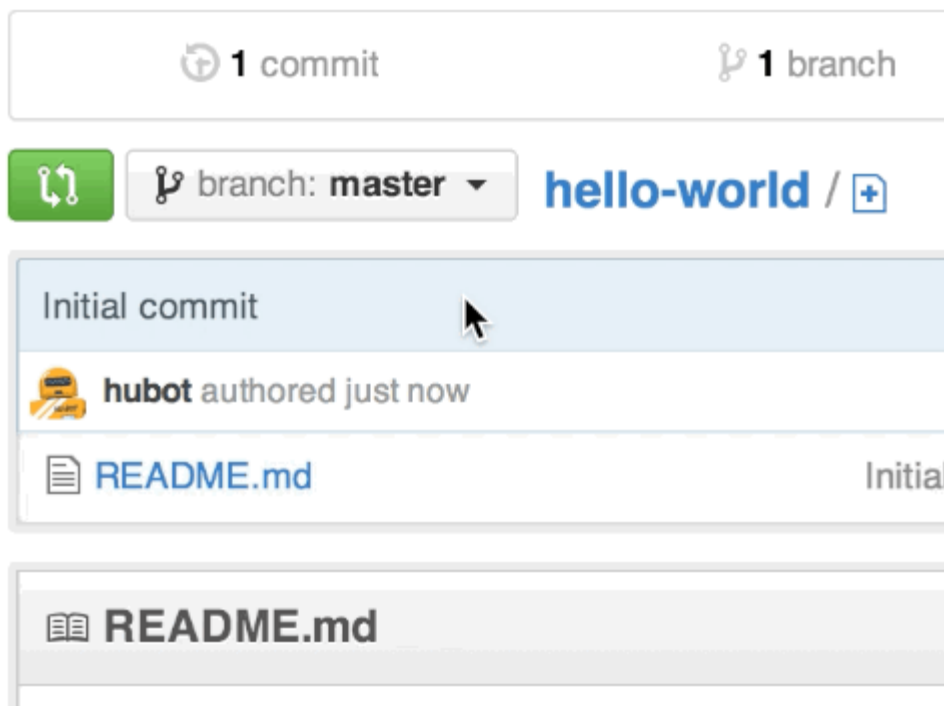 1 commit 1 branch
branch: master hello-world /
Initial commit
hubot authored just now
README.md Initial
README.md